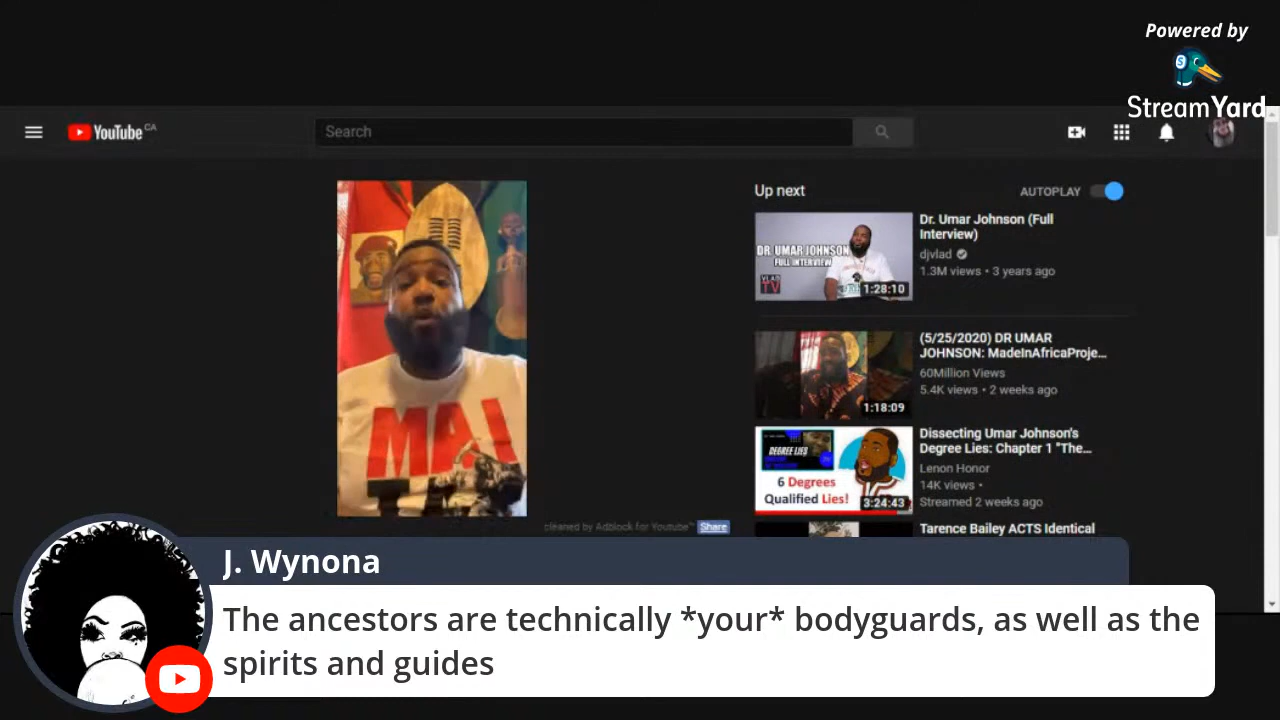 Powered by
StreamYard
YouTube CA
Search
Up next
AUTOPLAY
MAI
DR UMAR JOHNSON
FULL INTERVIEW
VLAD
TV
1:28:10
Dr. Umar Johnson (Full
Interview)
djvlad
1.3M views • 3 years ago
1:18:09
(5/25/2020) DR UMAR
JOHNSON: MadeInAfricaProje...
60Million Views
5.4K views • 2 weeks ago
DEGREE LIES
6 Degrees
Qualified Lies!
3:24:43
Dissecting Umar Johnson's
Degree Lies: Chapter 1 "The...
Lenon Honor
14K views •
Streamed 2 weeks ago
Tarence Bailey ACTS Identical
cleaned by Adblock for Youtube™ Share
J. Wynona
The ancestors are technically *your* bodyguards, as well as the
spirits and guides